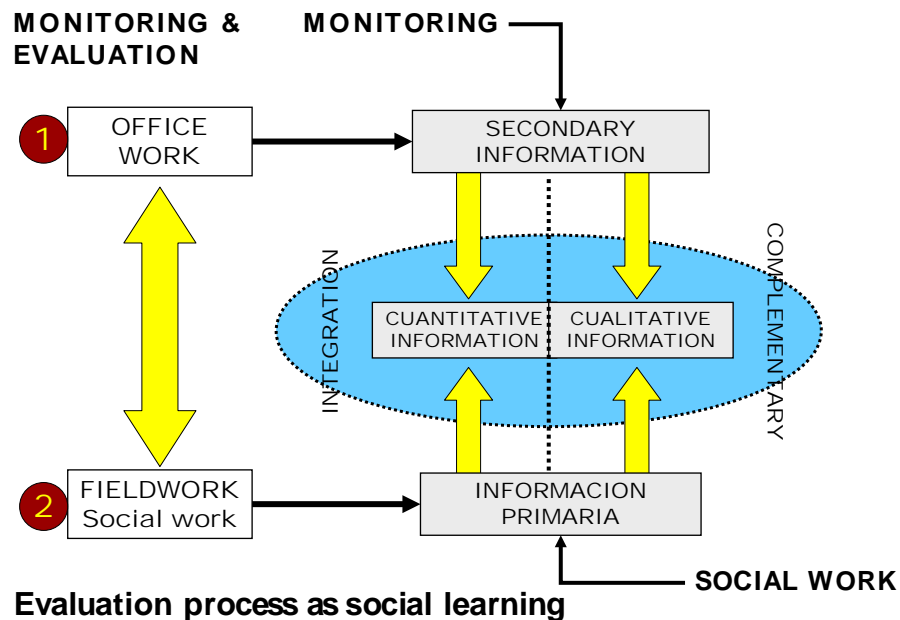 MONITORING &
EVALUATION
MONITORING
1
OFFICE
WORK
SECONDARY
INFORMATION
INTEGRATION
COMPLEMENTARY
CUANTITATIVE
INFORMATION
CUALITATIVE
INFORMATION
2
FIELDWORK
Social work
INFORMACION
PRIMARIA
SOCIAL WORK
Evaluation process as social learning